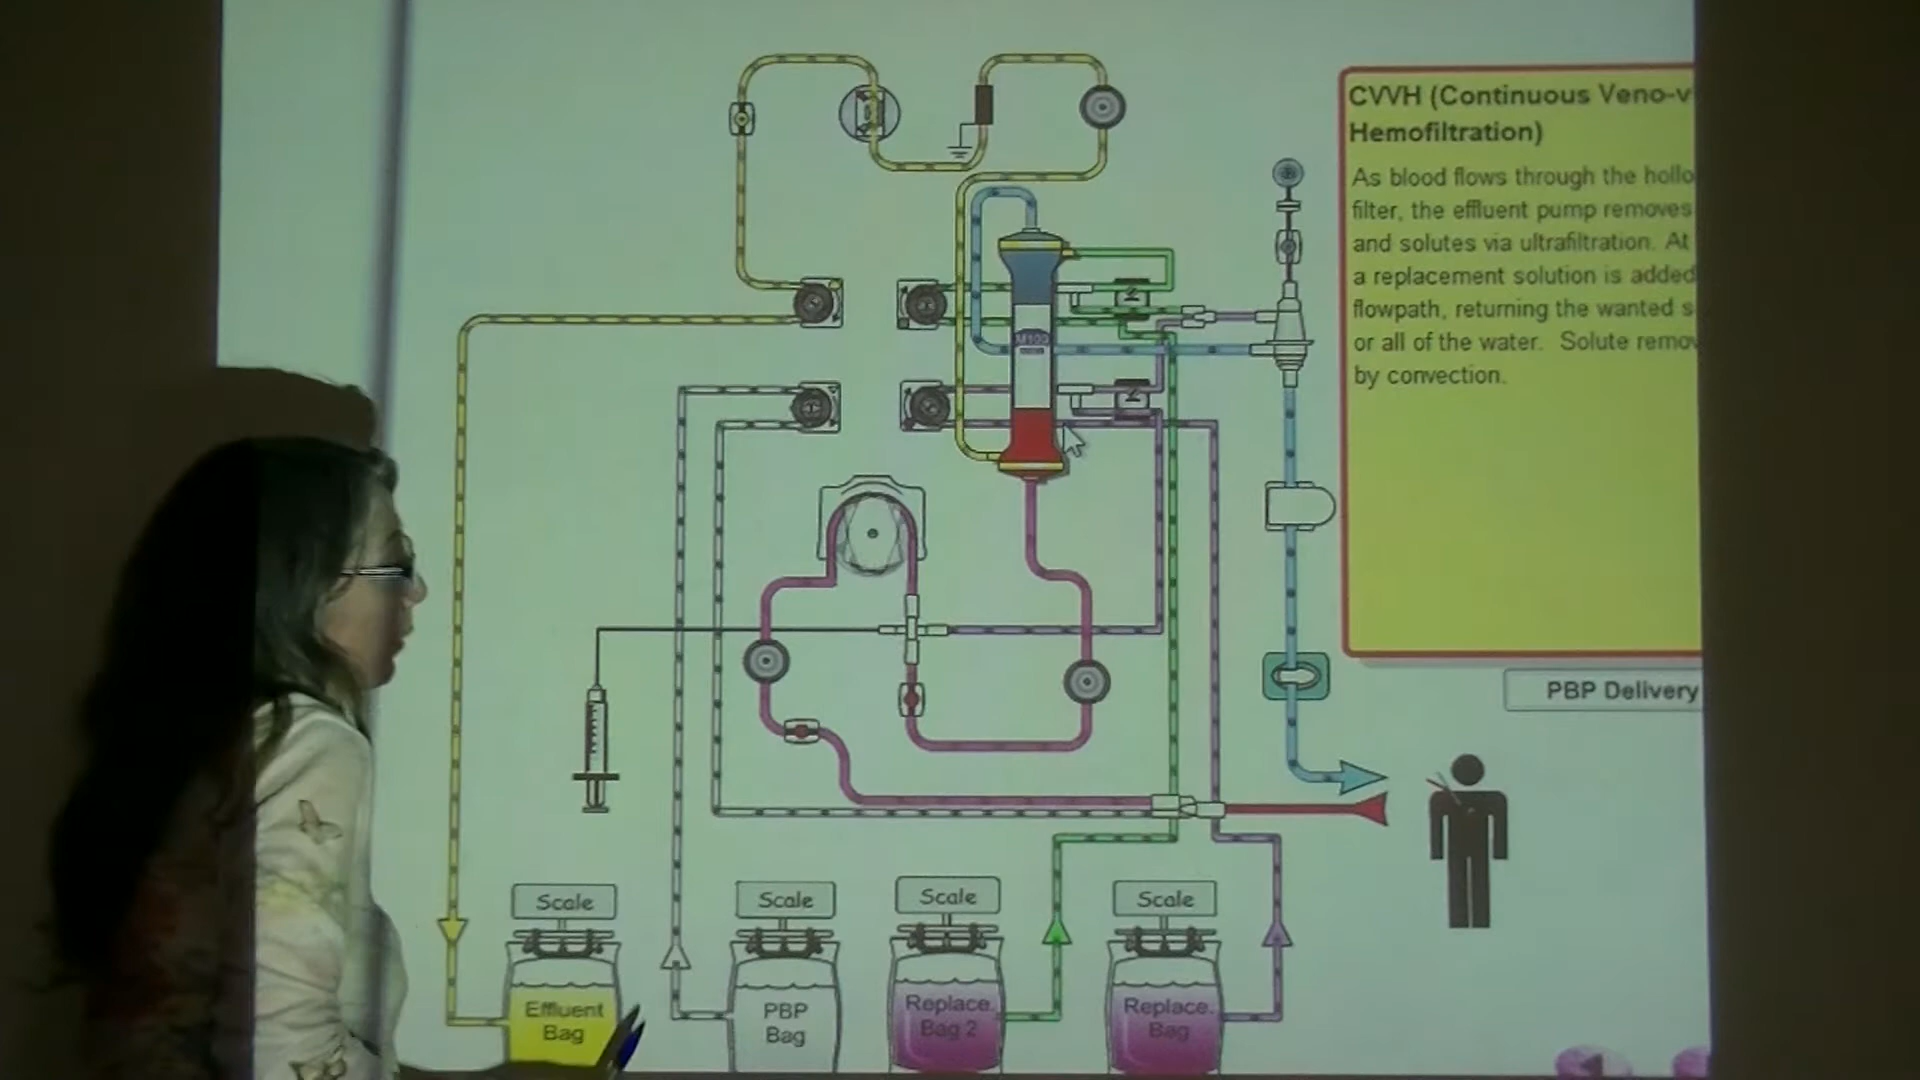 CVVH (Continuous Veno-v
Hemofiltration)
As blood flows through the hollo
filter, the effluent pump removes
and solutes via ultrafiltration. At
a replacement solution is added
flowpath, returning the wanted s
or all of the water. Solute remov
by convection.
M100
PBP Delivery
Scale
Scale
Scale
Scale
Effluent
Bag
PBP
Bag
Replace.
Bag 2
Replace.
Bag